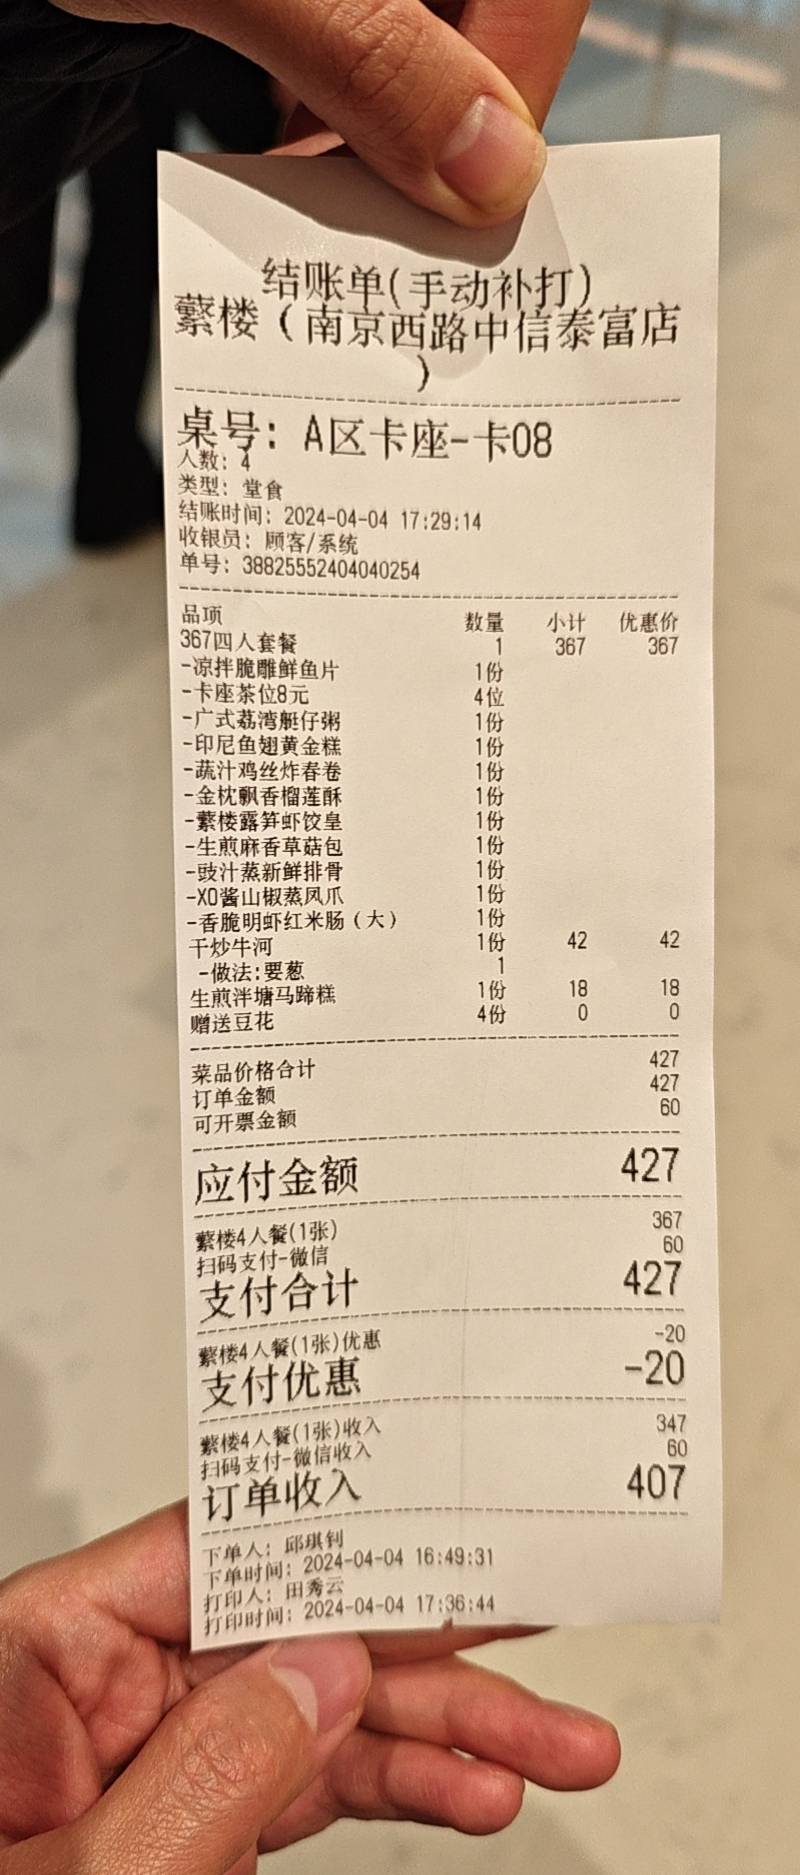 结账单(手动补打)
蘩楼（南京西路中信泰富店
）
桌号: A区卡座-卡08
人数: 4
类型: 堂食
结账时间: 2024-04-04 17:29:14
收银员: 顾客/系统
单号: 38825552404040254
品项 数量 小计 优惠价
367四人套餐 1 367 367
-凉拌脆雕鲜鱼片 1份
-卡座茶位8元 4位
-广式荔湾艇仔粥 1份
-印尼鱼翅黄金糕 1份
-蔬汁鸡丝炸春卷 1份
-金枕飘香榴莲酥 1份
-蘩楼露笋虾饺皇 1份
-生煎麻香草菇包 1份
-豉汁蒸新鲜排骨 1份
-XO酱山椒蒸凤爪 1份
-香脆明虾红米肠（大） 1份
干炒牛河 1份 42 42
-做法:要葱 1
生煎泮塘马蹄糕 1份 18 18
赠送豆花 4份 0 0
菜品价格合计 427
订单金额 427
可开票金额 60
应付金额 427
蘩楼4人餐(1张) 367
扫码支付-微信 60
支付合计 427
蘩楼4人餐(1张)优惠 -20
支付优惠 -20
蘩楼4人餐(1张)收入 347
扫码支付-微信收入 60
订单收入 407
下单人: 邱琪钊
下单时间: 2024-04-04 16:49:31
打印人: 田秀云
打印时间: 2024-04-04 17:36:44